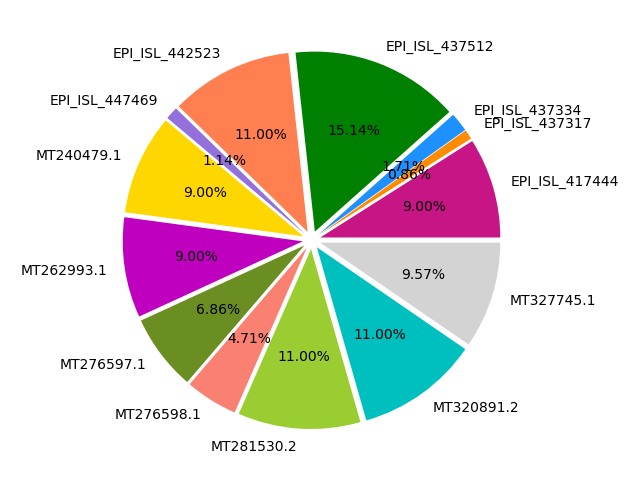 EPI_ISL_437512
EPI_ISL_442523
EPI_ISL_447469
EPI_ISL_437334
EPI_ISL_437317
EPI_ISL_417444
MT240479.1
MT262993.1
MT276597.1
MT276598.1
MT281530.2
MT320891.2
MT327745.1
15.14%
11.00%
1.14%
1.71%
0.86%
9.00%
9.00%
9.00%
6.86%
4.71%
11.00%
11.00%
9.57%